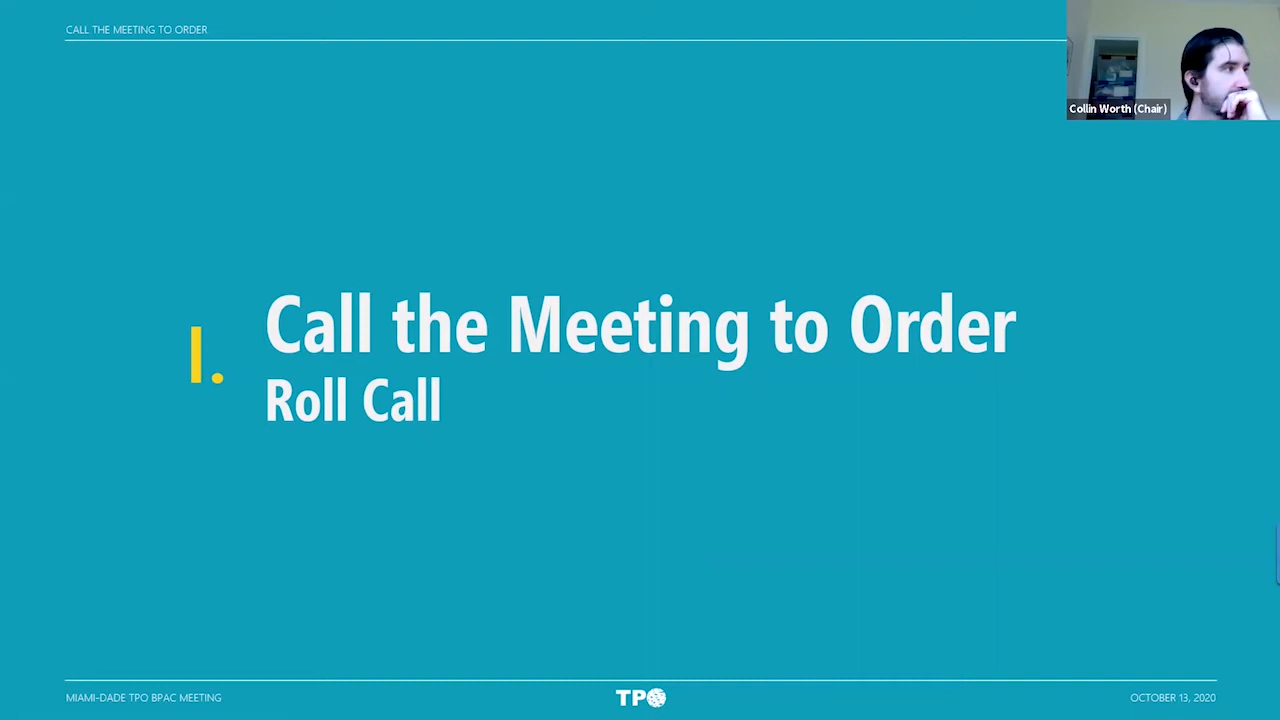 CALL THE MEETING TO ORDER
Collin Worth (Chair)
I.
Call the Meeting to Order
Roll Call
MIAMI-DADE TPO BPAC MEETING
TPO
OCTOBER 13, 2020